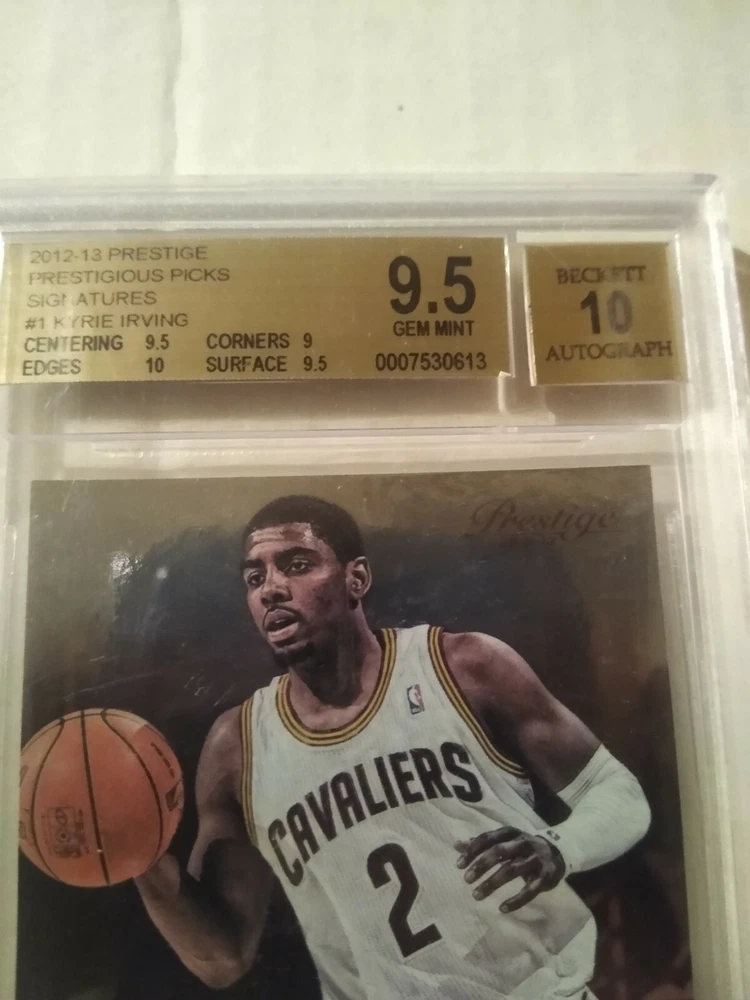 2012-13 PRESTIGE
PRESTIGIOUS PICKS
SIGNATURES
#1 KYRIE IRVING
CENTERING 9.5 CORNERS 9
EDGES 10 SURFACE 9.5
9.5
GEM MINT
0007530613
BECKETT
10
AUTOGRAPH
Prestige
CAVALIERS
2